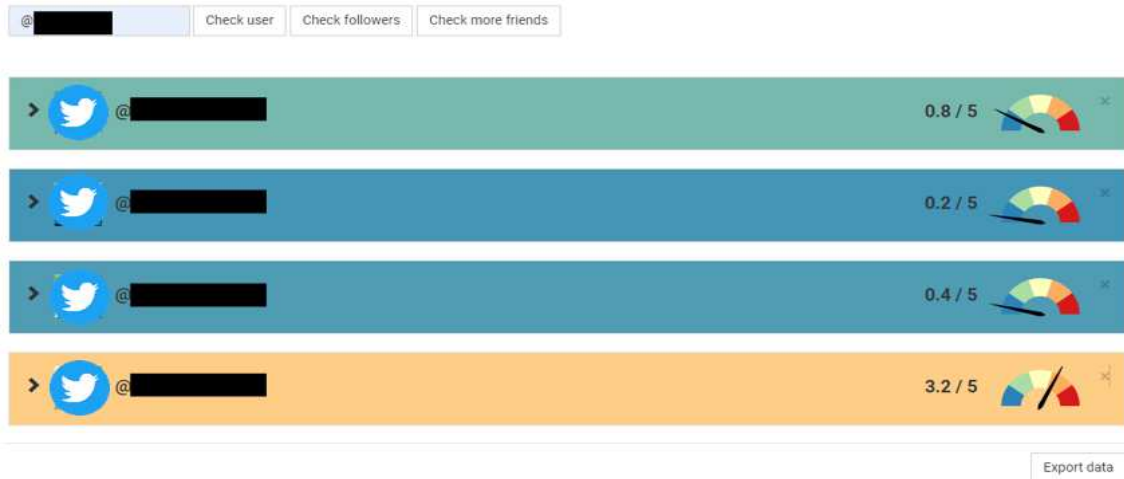 @ Check user Check followers Check more friends
@ 0.8 / 5 ×
@ 0.2 / 5 ×
@ 0.4 / 5 ×
@ 3.2 / 5 ×
Export data